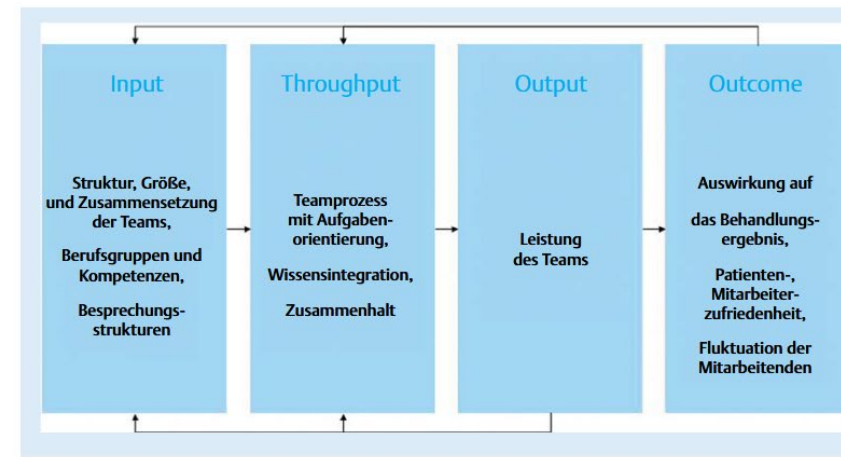 Input
Struktur, Größe,
und Zusammensetzung
der Teams,
Berufsgruppen und
Kompetenzen,
Besprechungs-
strukturen
Throughput
Teamprozess
mit Aufgaben-
orientierung,
Wissensintegration,
Zusammenhalt
Output
Leistung
des Teams
Outcome
Auswirkung auf
das Behandlungs-
ergebnis,
Patienten-,
Mitarbeiter-
zufriedenheit,
Fluktuation der
Mitarbeitenden